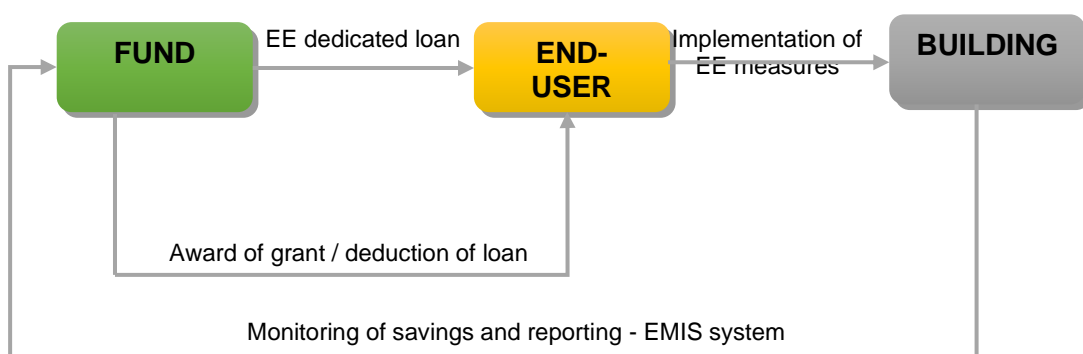 FUND
EE dedicated loan
END-
USER
Implementation of
EE measures
BUILDING
Award of grant / deduction of loan
Monitoring of savings and reporting - EMIS system